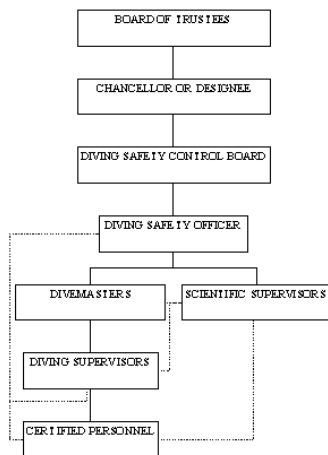 BOARD OF TRUSTEES
CHANCELLOR OR DESIGNEE
DIVING SAFETY CONTROL BOARD
DIVING SAFETY OFFICER
DIVEMASTERS
SCIENTIFIC SUPERVISORS
DIVING SUPERVISORS
CERTIFIED PERSONNEL